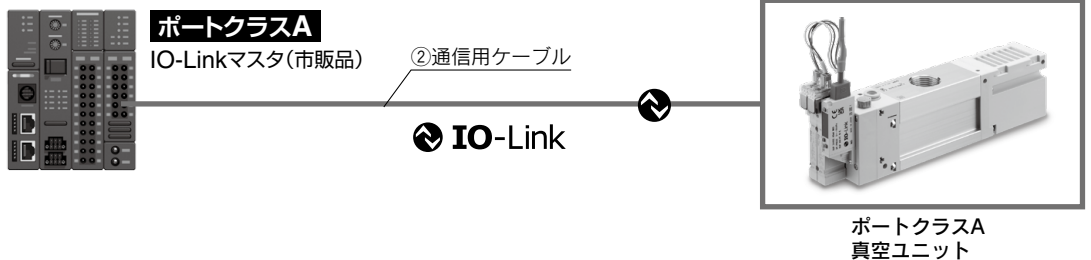 ポートクラスA
IO-Linkマスタ(市販品)
②通信用ケーブル
IO-Link
ポートクラスA
真空ユニット